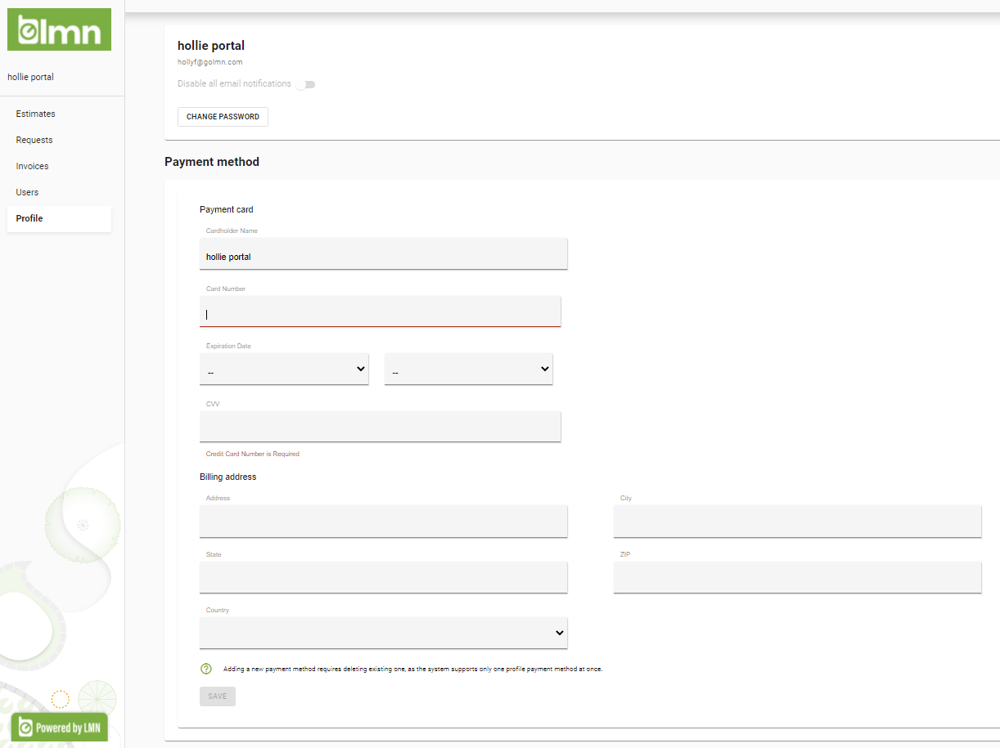 lmn
hollie portal
Estimates
Requests
Invoices
Users
Profile
Powered by LMN
hollie portal
hollyf@golmn.com
Disable all email notifications
CHANGE PASSWORD
Payment method
Payment card
Cardholder Name
hollie portal
Card Number
Expiration Date
-- --
CVV
Credit Card Number is Required
Billing address
Address City
State ZIP
Country
Adding a new payment method requires deleting existing one, as the system supports only one profile payment method at once.
SAVE